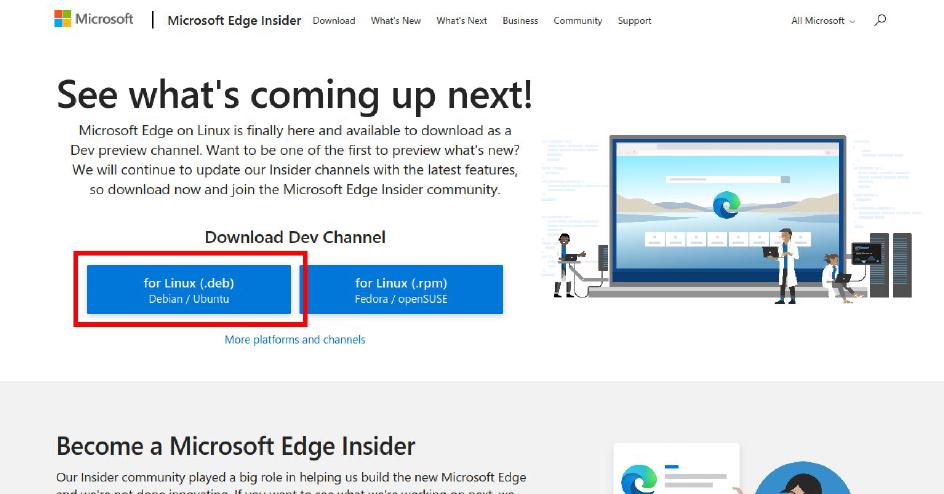 Microsoft
Microsoft Edge Insider
Download
What's New
What's Next
Business
Community
Support
All Microsoft
See what's coming up next!
Microsoft Edge on Linux is finally here and available to download as a
Dev preview channel. Want to be one of the first to preview what's new?
We will continue to update our Insider channels with the latest features,
so download now and join the Microsoft Edge Insider community.
Download Dev Channel
for Linux (.deb)
Debian / Ubuntu
for Linux (.rpm)
Fedora / openSUSE
More platforms and channels
Become a Microsoft Edge Insider
Our Insider community played a big role in helping us build the new Microsoft Edge
and we're not done innovating. If you want to see what we're working on next, we